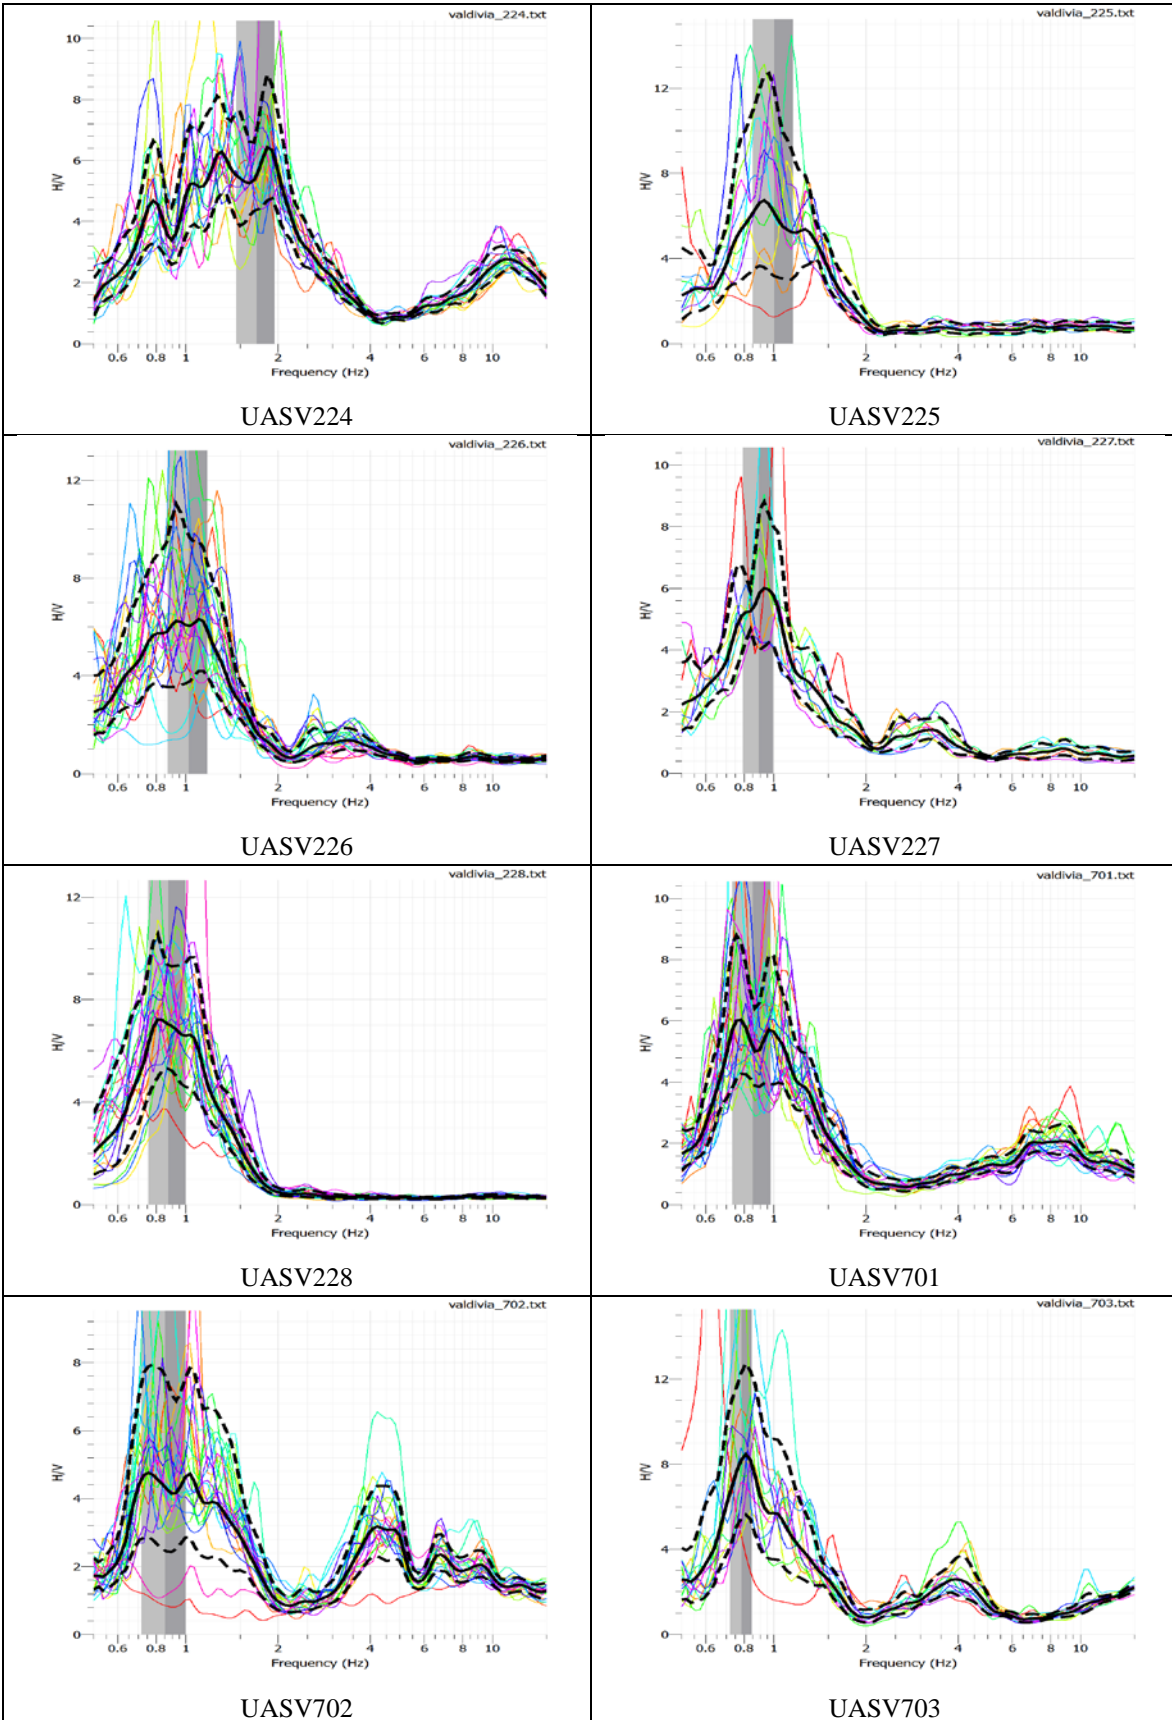 valdivia_224.txt
10
8
6
4
2
0
H/V
0.6 0.8 1 2 4 6 8 10
Frequency (Hz)
UASV224
valdivia_225.txt
12
8
4
0
H/V
0.6 0.8 1 2 4 6 8 10
Frequency (Hz)
UASV225
valdivia_226.txt
12
8
4
0
H/V
0.6 0.8 1 2 4 6 8 10
Frequency (Hz)
UASV226
valdivia_227.txt
10
8
6
4
2
0
H/V
0.6 0.8 1 2 4 6 8 10
Frequency (Hz)
UASV227
valdivia_228.txt
12
8
4
0
H/V
0.6 0.8 1 2 4 6 8 10
Frequency (Hz)
UASV228
valdivia_701.txt
10
8
6
4
2
0
H/V
0.6 0.8 1 2 4 6 8 10
Frequency (Hz)
UASV701
valdivia_702.txt
8
6
4
2
0
H/V
0.6 0.8 1 2 4 6 8 10
Frequency (Hz)
UASV702
valdivia_703.txt
12
8
4
0
H/V
0.6 0.8 1 2 4 6 8 10
Frequency (Hz)
UASV703